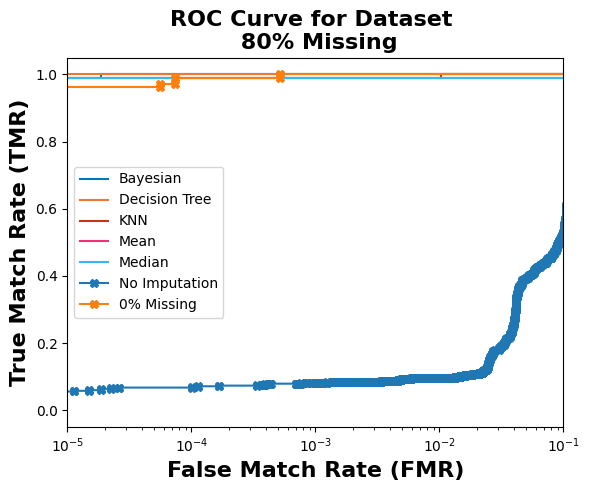 ROC Curve for Dataset
80% Missing
True Match Rate (TMR)
1.0
0.8
0.6
0.4
0.2
0.0
Bayesian
Decision Tree
KNN
Mean
Median
No Imputation
0% Missing
10⁻⁵
10⁻⁴
10⁻³
10⁻²
10⁻¹
False Match Rate (FMR)